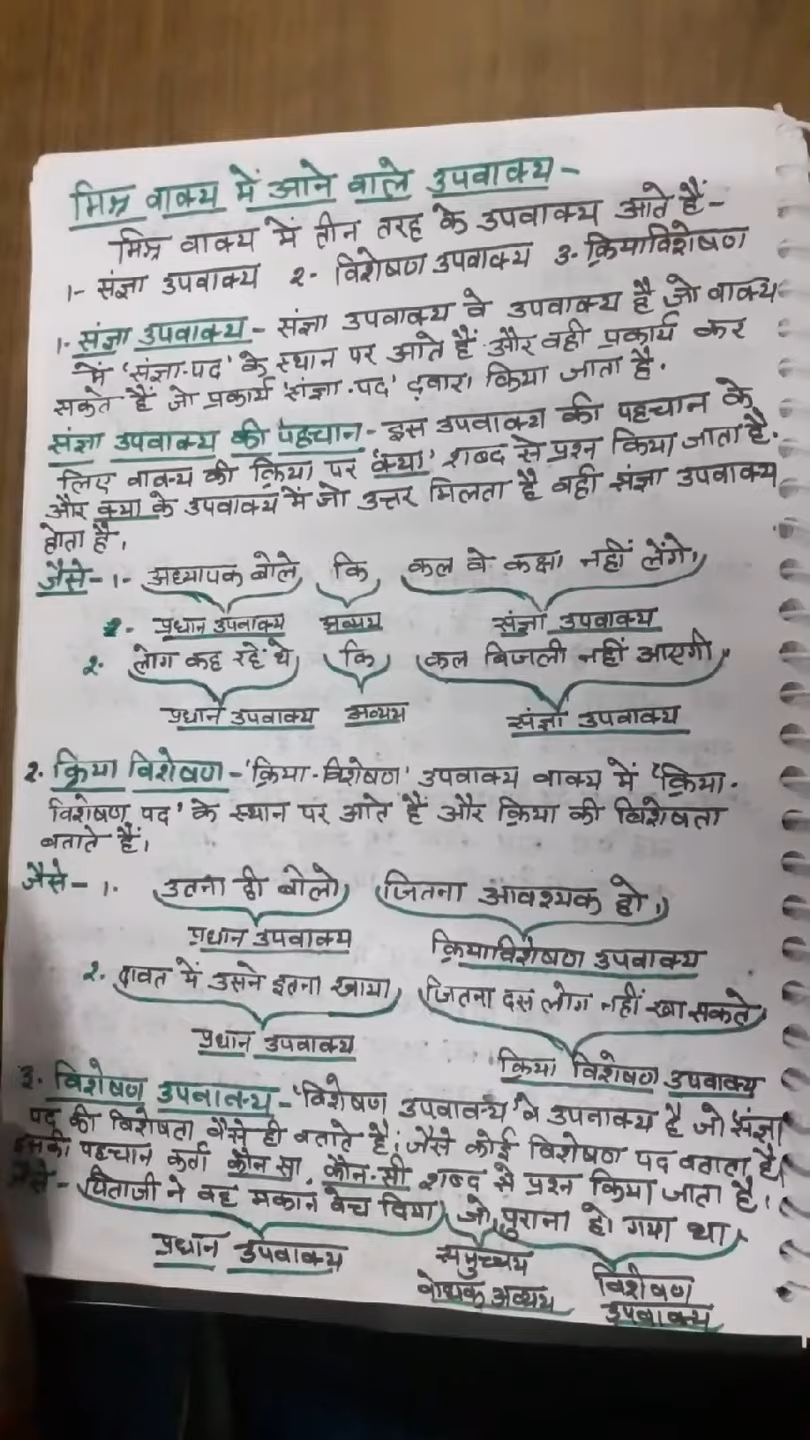 मिश्र वाक्य में आने वाले उपवाक्य -
मिश्र वाक्य में तीन तरह के उपवाक्य आते हैं -
1- संज्ञा उपवाक्य 2- विशेषण उपवाक्य 3- क्रियाविशेषण
1. संज्ञा उपवाक्य - संज्ञा उपवाक्य वे उपवाक्य है जो वाक्य
में 'संज्ञा-पद' के स्थान पर आते हैं और वही प्रकार्य कर
सकते हैं जो प्रकार्य 'संज्ञा-पद' द्वारा किया जाता है.
संज्ञा उपवाक्य की पहचान - इस उपवाक्य की पहचान के
लिए वाक्य की क्रिया पर 'क्या' शब्द से प्रश्न किया जाता है.
और क्या के उपवाक्य में जो उत्तर मिलता है वही संज्ञा उपवाक्य
होता है।
जैसे - 1- अध्यापक बोले कि कल वे कक्षा नहीं लेंगे।
2- प्रधान उपवाक्य अव्यय संज्ञा उपवाक्य
2. लोग कह रहे थे कि कल बिजली नहीं आएगी
प्रधान उपवाक्य अव्यय संज्ञा उपवाक्य
2. क्रिया विशेषण - 'क्रिया-विशेषण' उपवाक्य वाक्य में 'क्रिया-
विशेषण पद' के स्थान पर आते हैं और क्रिया की विशेषता
बताते हैं।
जैसे - 1. उतना ही बोलो जितना आवश्यक हो।
प्रधान उपवाक्य क्रियाविशेषण उपवाक्य
2. दावत में उसने इतना खाया जितना दस लोग नहीं खा सकते
प्रधान उपवाक्य
क्रिया विशेषण उपवाक्य
3. विशेषण उपवाक्य - 'विशेषण उपवाक्य' वे उपवाक्य है जो 'संज्ञा
पद की विशेषता वैसे ही बताते है। जैसे कोई विशेषण पद बताता है।
इसकी पहचान कर्ता कौन सा, कौन-सी शब्द से प्रश्न किया जाता है।
जैसे - पिताजी ने वह मकान बेच दिया जो पुराना हो गया था
प्रधान उपवाक्य समुच्चय विशेषण
बोधक अव्यय उपवाक्य